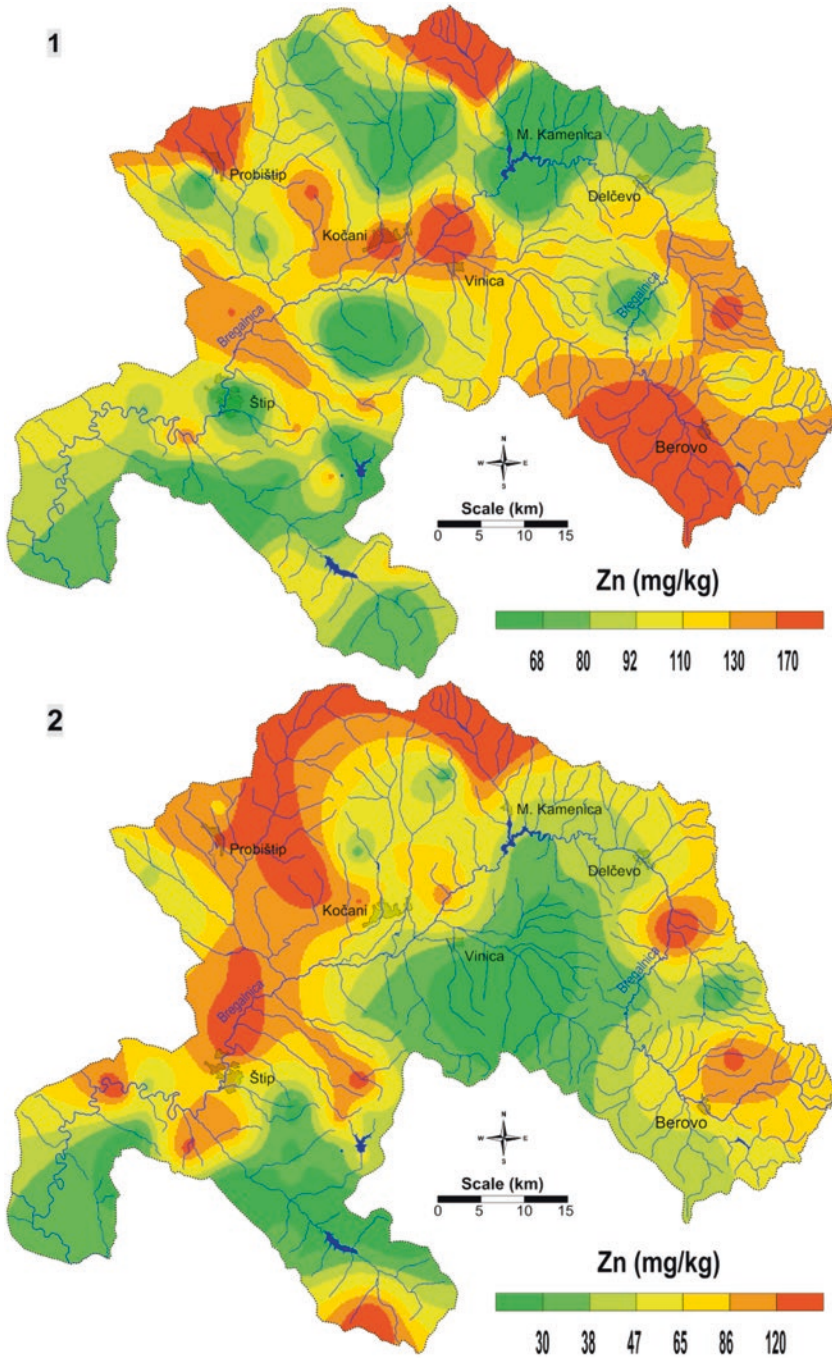 1
M. Kamenica
Probištip
Delčevo
Kočani
Vinica
Bregalnica
Bregalnica
Štip
Berovo
N
W E
S
Scale (km)
0 5 10 15
Zn (mg/kg)
68 80 92 110 130 170
2
M. Kamenica
Probištip
Delčevo
Kočani
Vinica
Bregalnica
Bregalnica
Štip
Berovo
N
W E
S
Scale (km)
0 5 10 15
Zn (mg/kg)
30 38 47 65 86 120